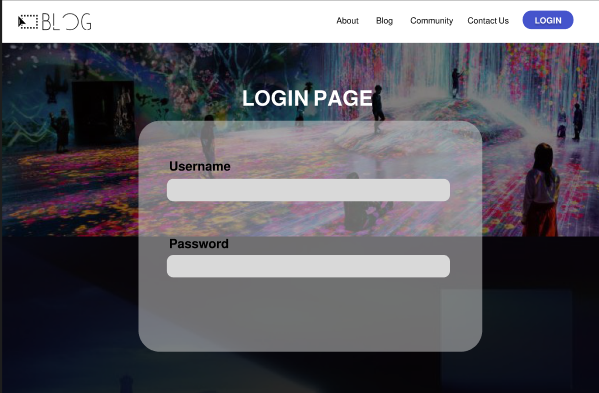 BLOG
About Blog Community Contact Us LOGIN
LOGIN PAGE
Username
Password